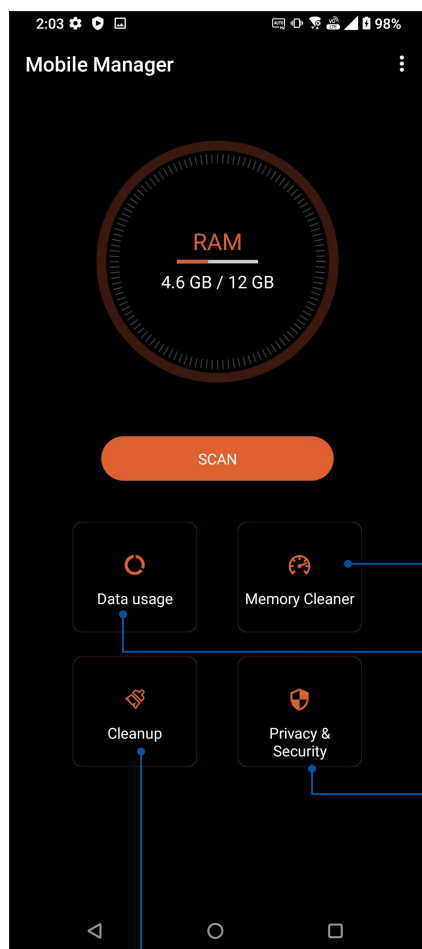 2:03 98%
Mobile Manager
RAM
4.6 GB / 12 GB
SCAN
Data usage
Memory Cleaner
Cleanup
Privacy &
Security